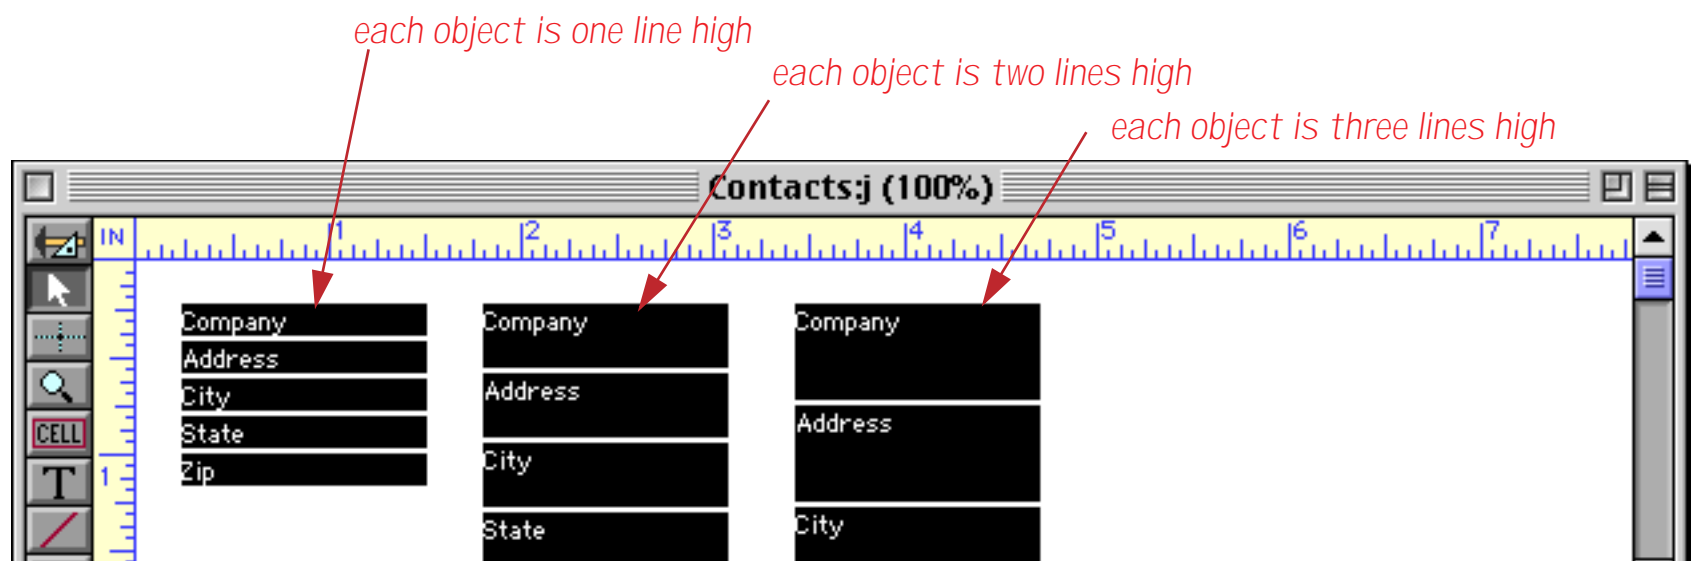 each object is one line high
each object is two lines high
each object is three lines high
Contacts:j (100%)
IN 1 2 3 4 5 6 7
Company
Address
City
State
Zip
Company
Address
City
State
Company
Address
City
CELL
T
1